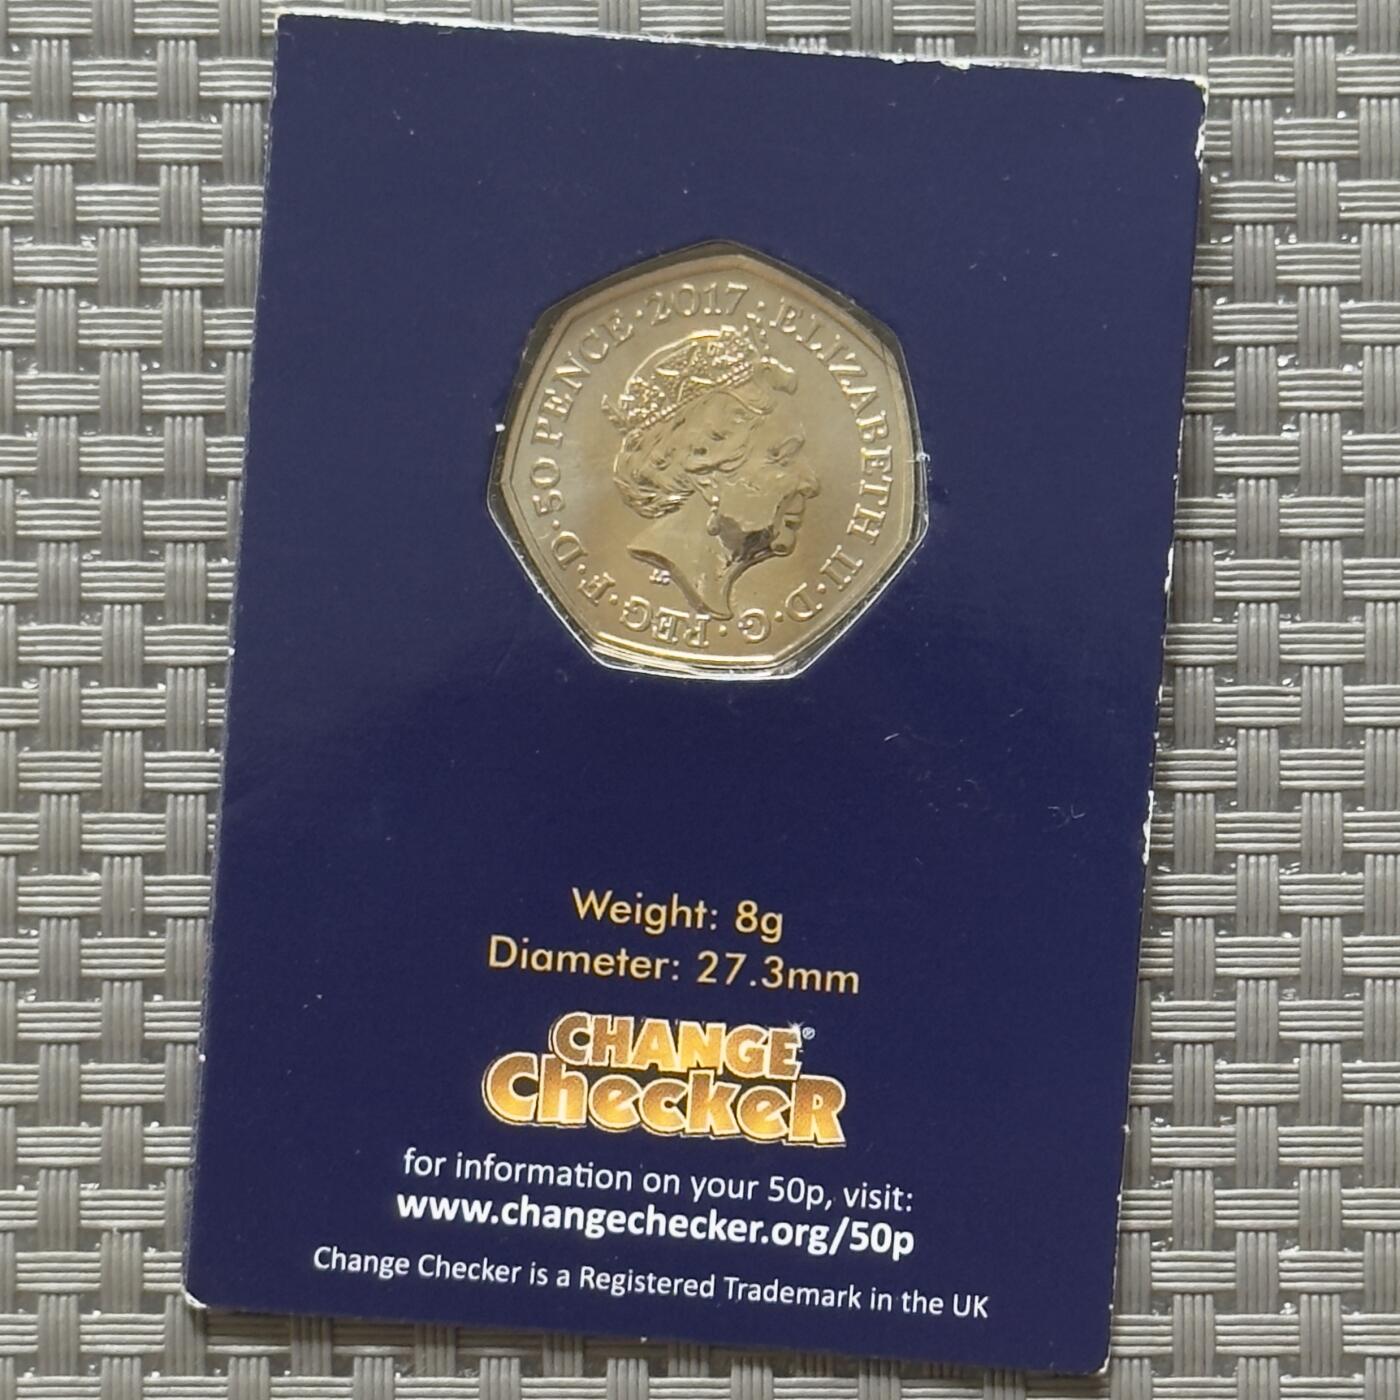 ELIZABETH II · D · G · REG · F · D · 50 PENCE · 2017 ·
Weight: 8g
Diameter: 27.3mm
CHANGE®
CHecKeR
for information on your 50p, visit:
www.changechecker.org/50p
Change Checker is a Registered Trademark in the UK